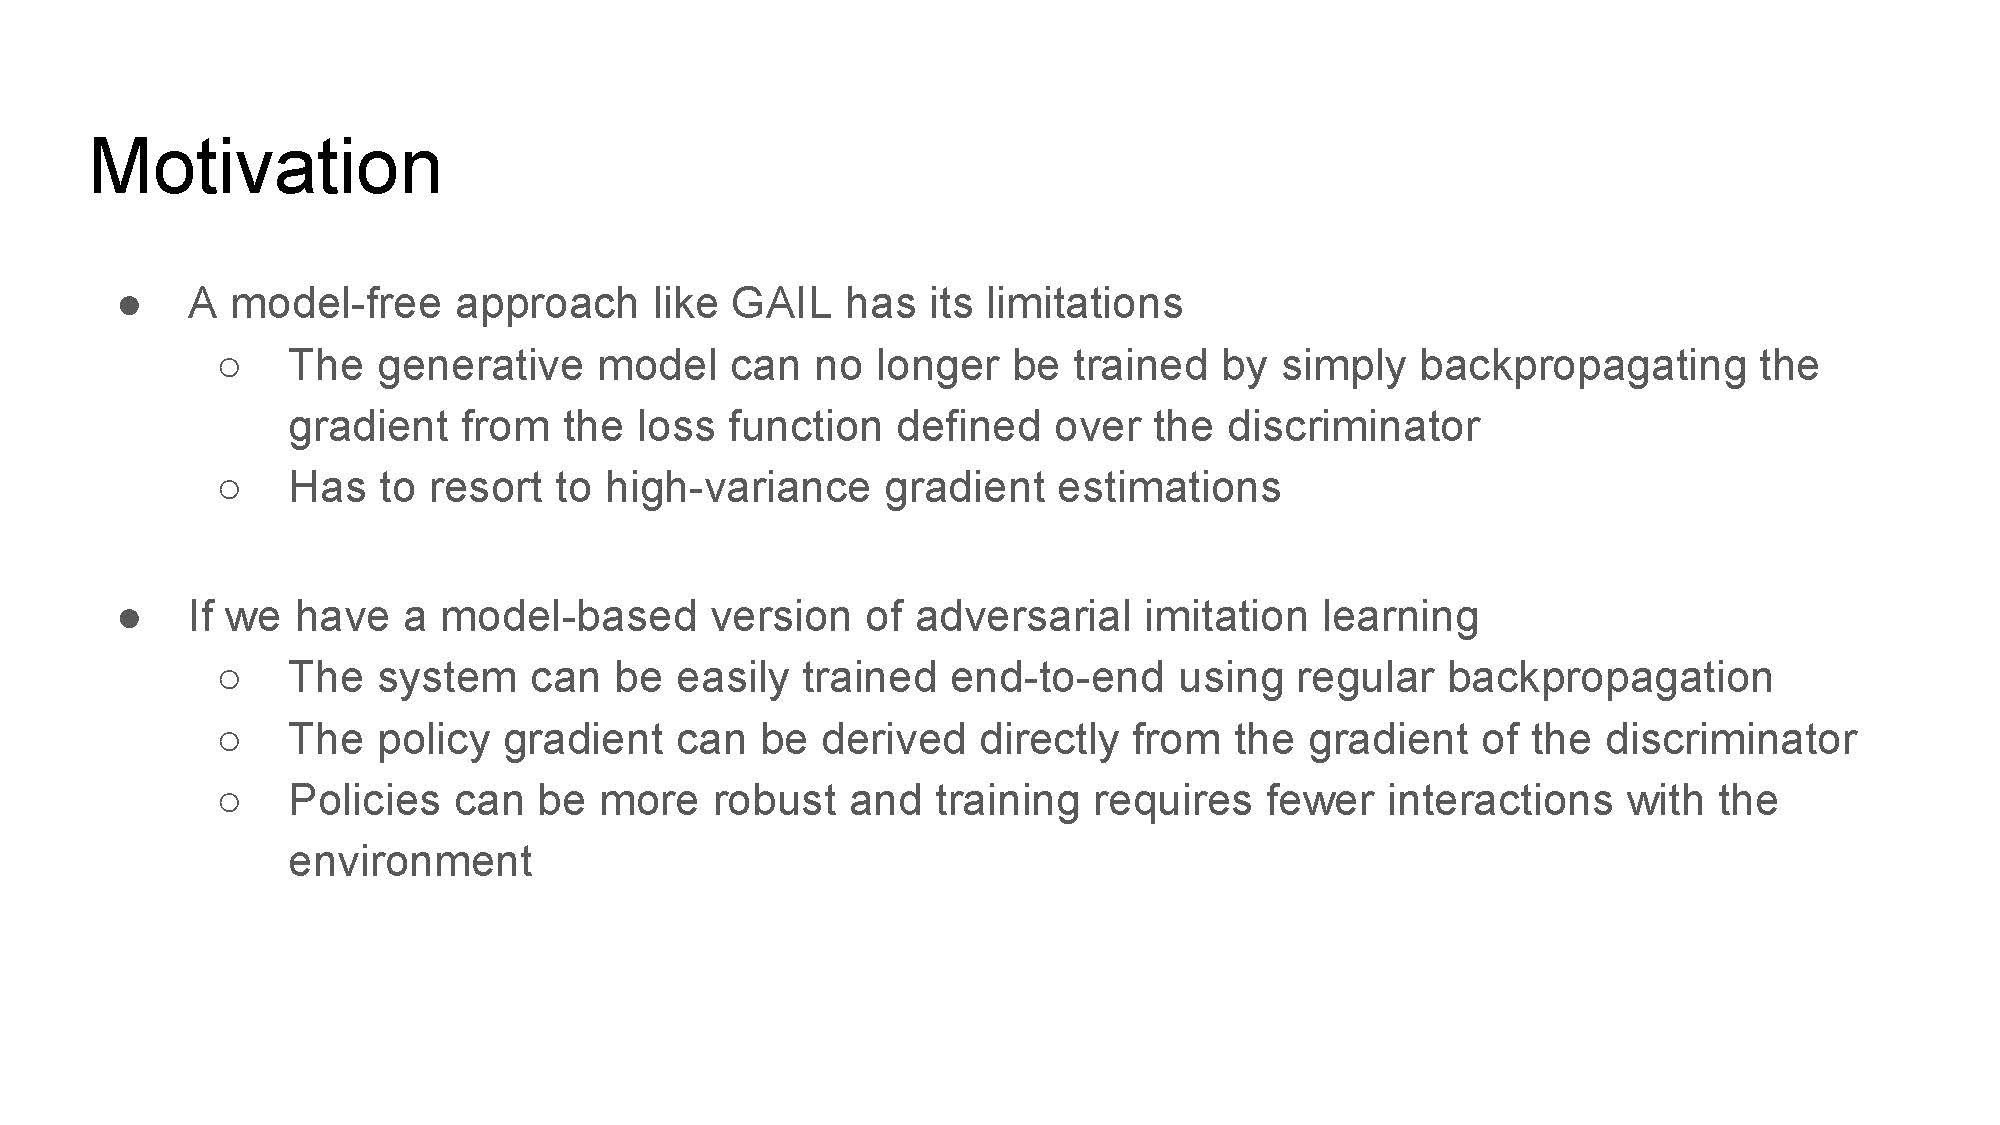 Motivation
● A model-free approach like GAIL has its limitations
○ The generative model can no longer be trained by simply backpropagating the
gradient from the loss function defined over the discriminator
○ Has to resort to high-variance gradient estimations
● If we have a model-based version of adversarial imitation learning
○ The system can be easily trained end-to-end using regular backpropagation
○ The policy gradient can be derived directly from the gradient of the discriminator
○ Policies can be more robust and training requires fewer interactions with the
environment